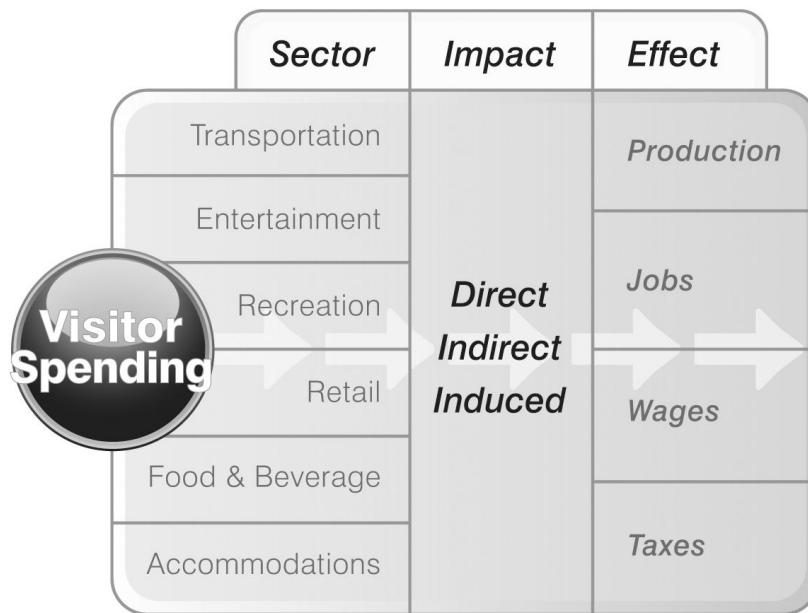 Sector Impact Effect
Transportation
Entertainment
Recreation
Retail
Food & Beverage
Accommodations
Visitor
Spending
Direct
Indirect
Induced
Production
Jobs
Wages
Taxes